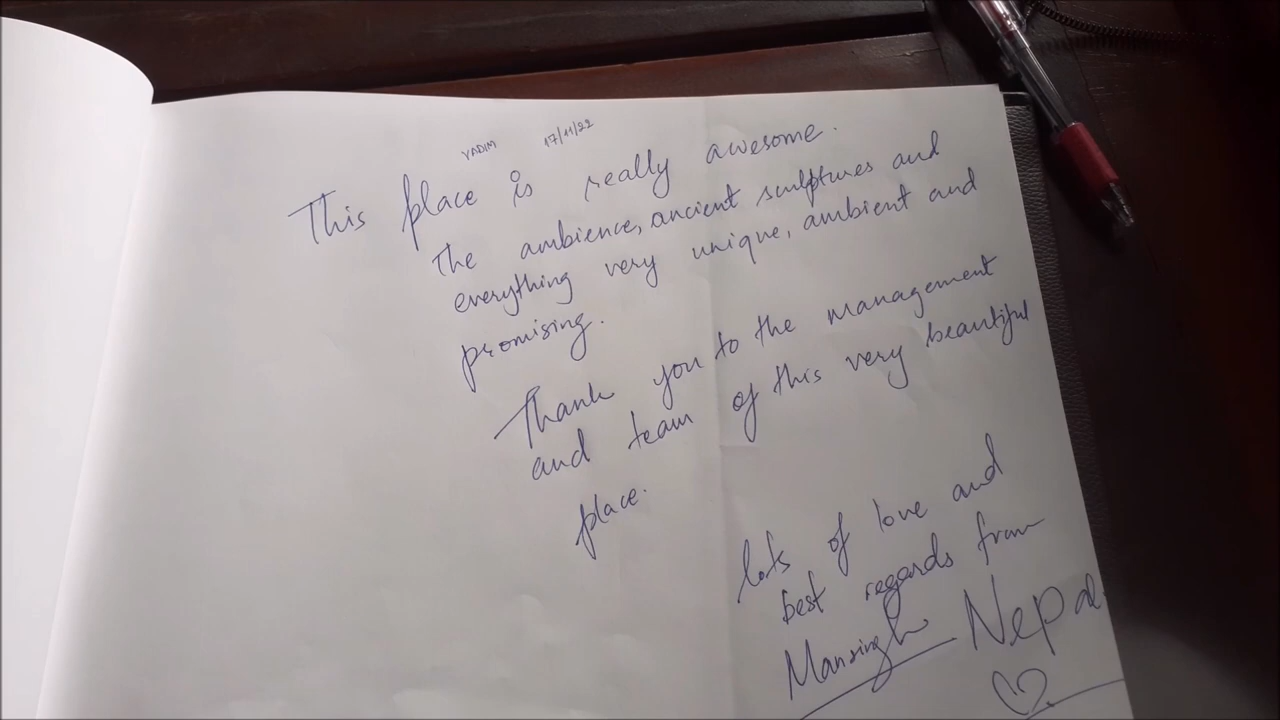 VADIM 17/11/22
This place is really awesome.
The ambience, ancient sculptures and
everything very unique, ambient and
promising.
Thank you to the management
and team of this very beautiful
place.
lots of love and
best regards from
Mansingh Nepal